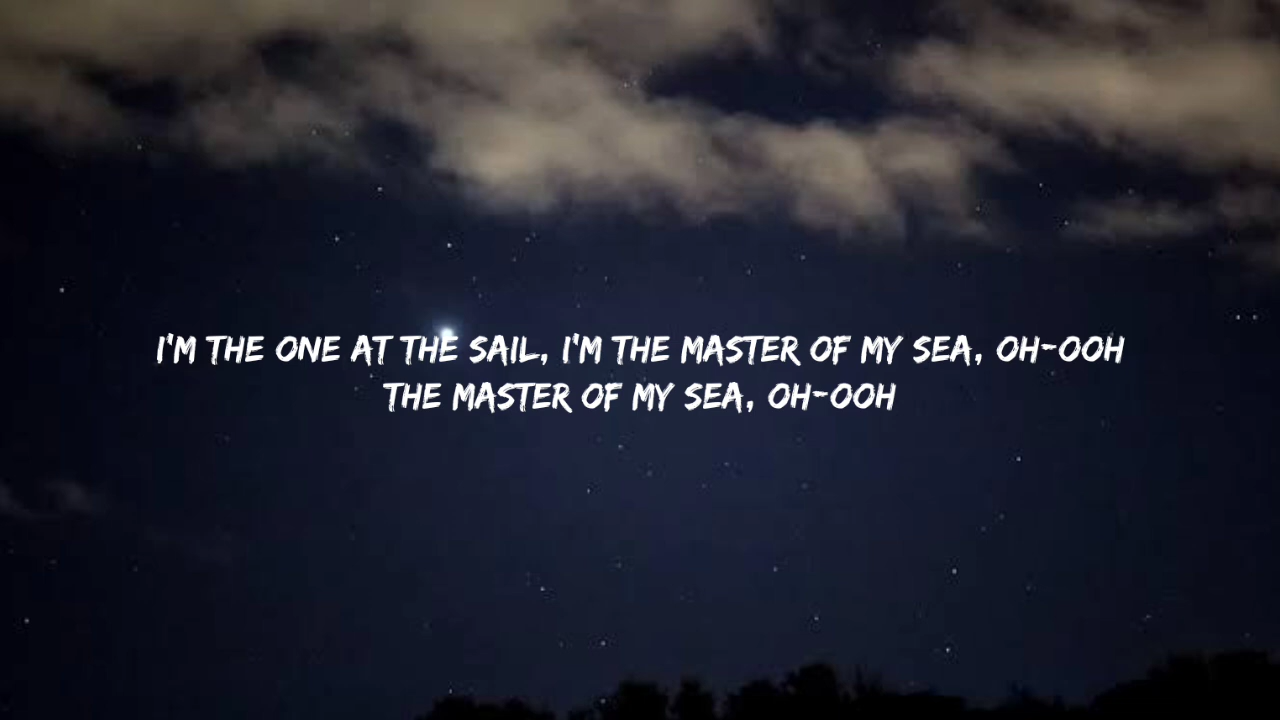 I'M THE ONE AT THE SAIL, I'M THE MASTER OF MY SEA, OH-OOH
THE MASTER OF MY SEA, OH-OOH